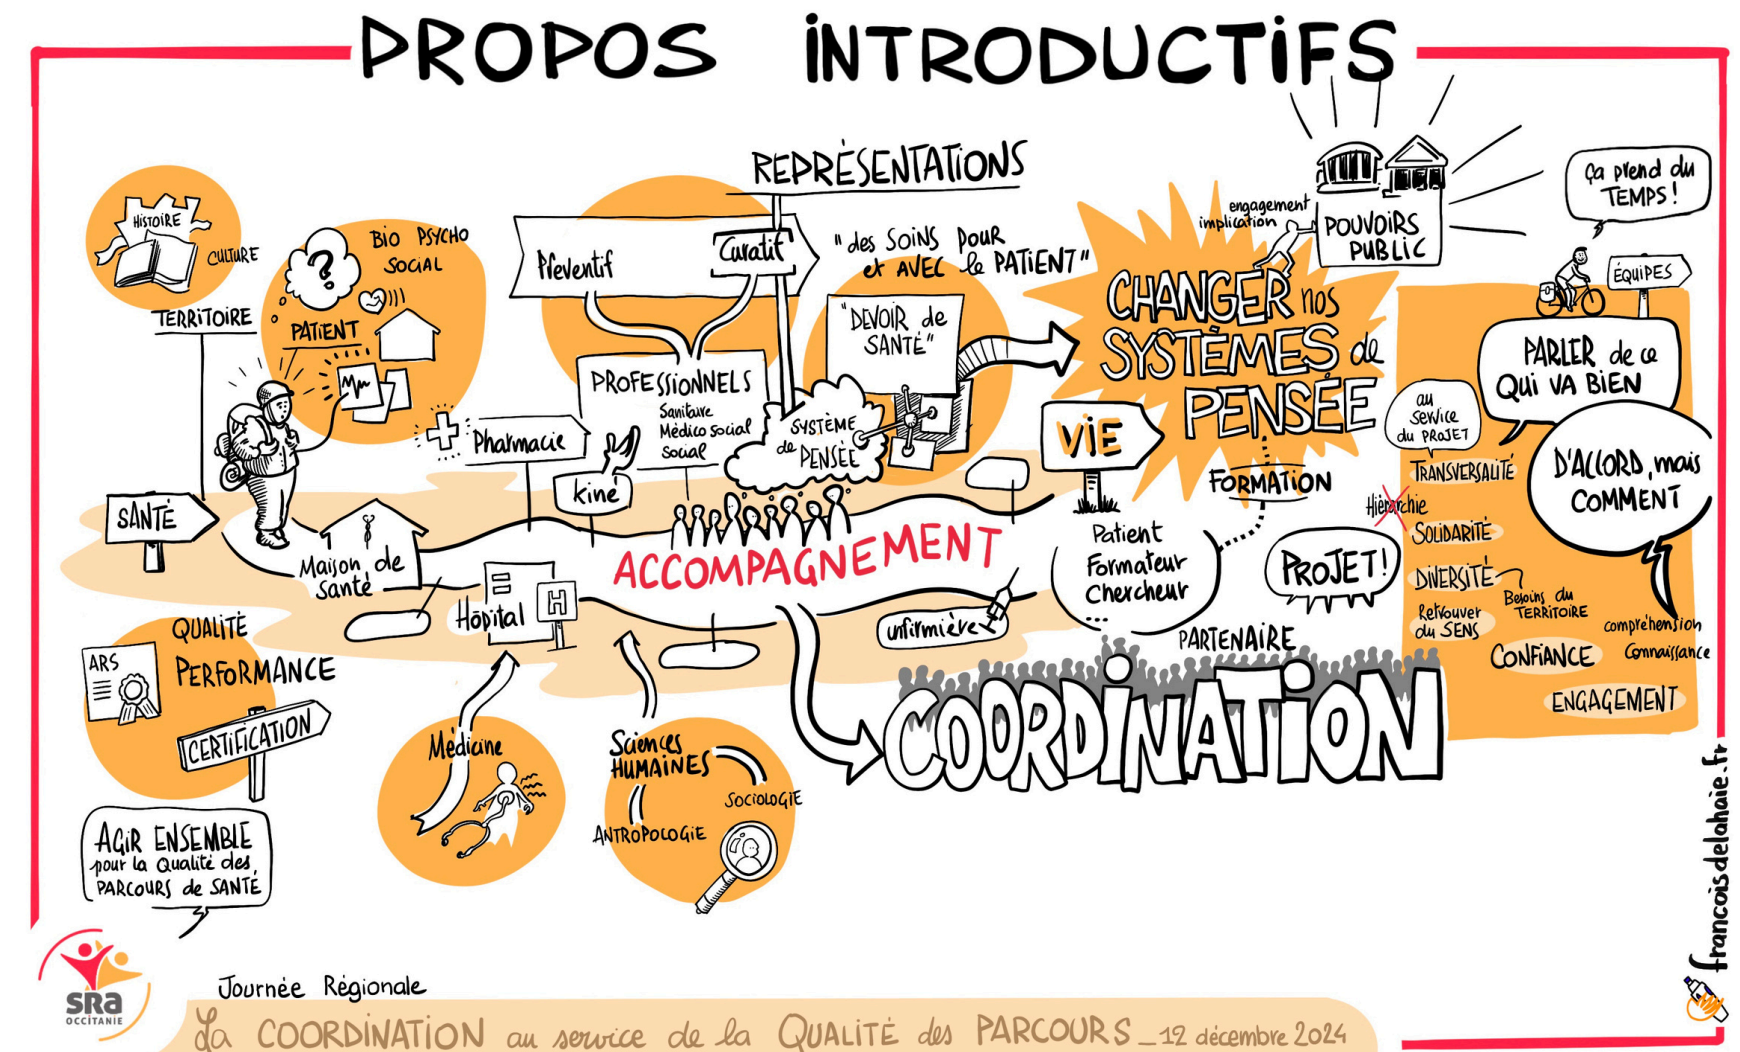 PROPOS INTRODUCTIFS
HISTOIRE
CULTURE
TERRITOIRE
BIO PSYCHO
SOCIAL
?
PATIENT
SANTÉ
Maison de
Santé
Pharmacie
kiné
Hôpital
H
REPRÉSENTATIONS
Préventif
Curatif
PROFESSIONNELS
Sanitaire
Médico social
Social
SYSTÈME
de PENSÉE
"des SOINS pour
et AVEC le PATIENT"
"DEVOIR de
SANTÉ"
ACCOMPAGNEMENT
infirmière
VIE
CHANGER nos
SYSTÈMES de
PENSÉE
engagement
implication
POUVOIRS
PUBLIC
FORMATION
Patient
Formateur
Chercheur
...
PROJET!
PARTENAIRE
COORDINATION
ça prend du
TEMPS!
ÉQUIPES
PARLER de ce
QUI VA BIEN
D'ACCORD, mais
COMMENT
au
service
du PROJET
TRANSVERSALITÉ
Hiérarchie
SOLIDARITÉ
DIVERSITÉ
Besoins du
TERRITOIRE
Retrouver
du SENS
compréhension
Connaissance
CONFIANCE
ENGAGEMENT
QUALITÉ
PERFORMANCE
ARS
CERTIFICATION
AGIR ENSEMBLE
pour la Qualité des
PARCOURS de SANTÉ
Médecine
Sciences
HUMAINES
SOCIOLOGIE
ANTROPOLOGIE
sra
OCCITANIE
Journée Régionale
La COORDINATION au service de la QUALITÉ des PARCOURS _ 12 décembre 2024
francoisdelahaie.fr